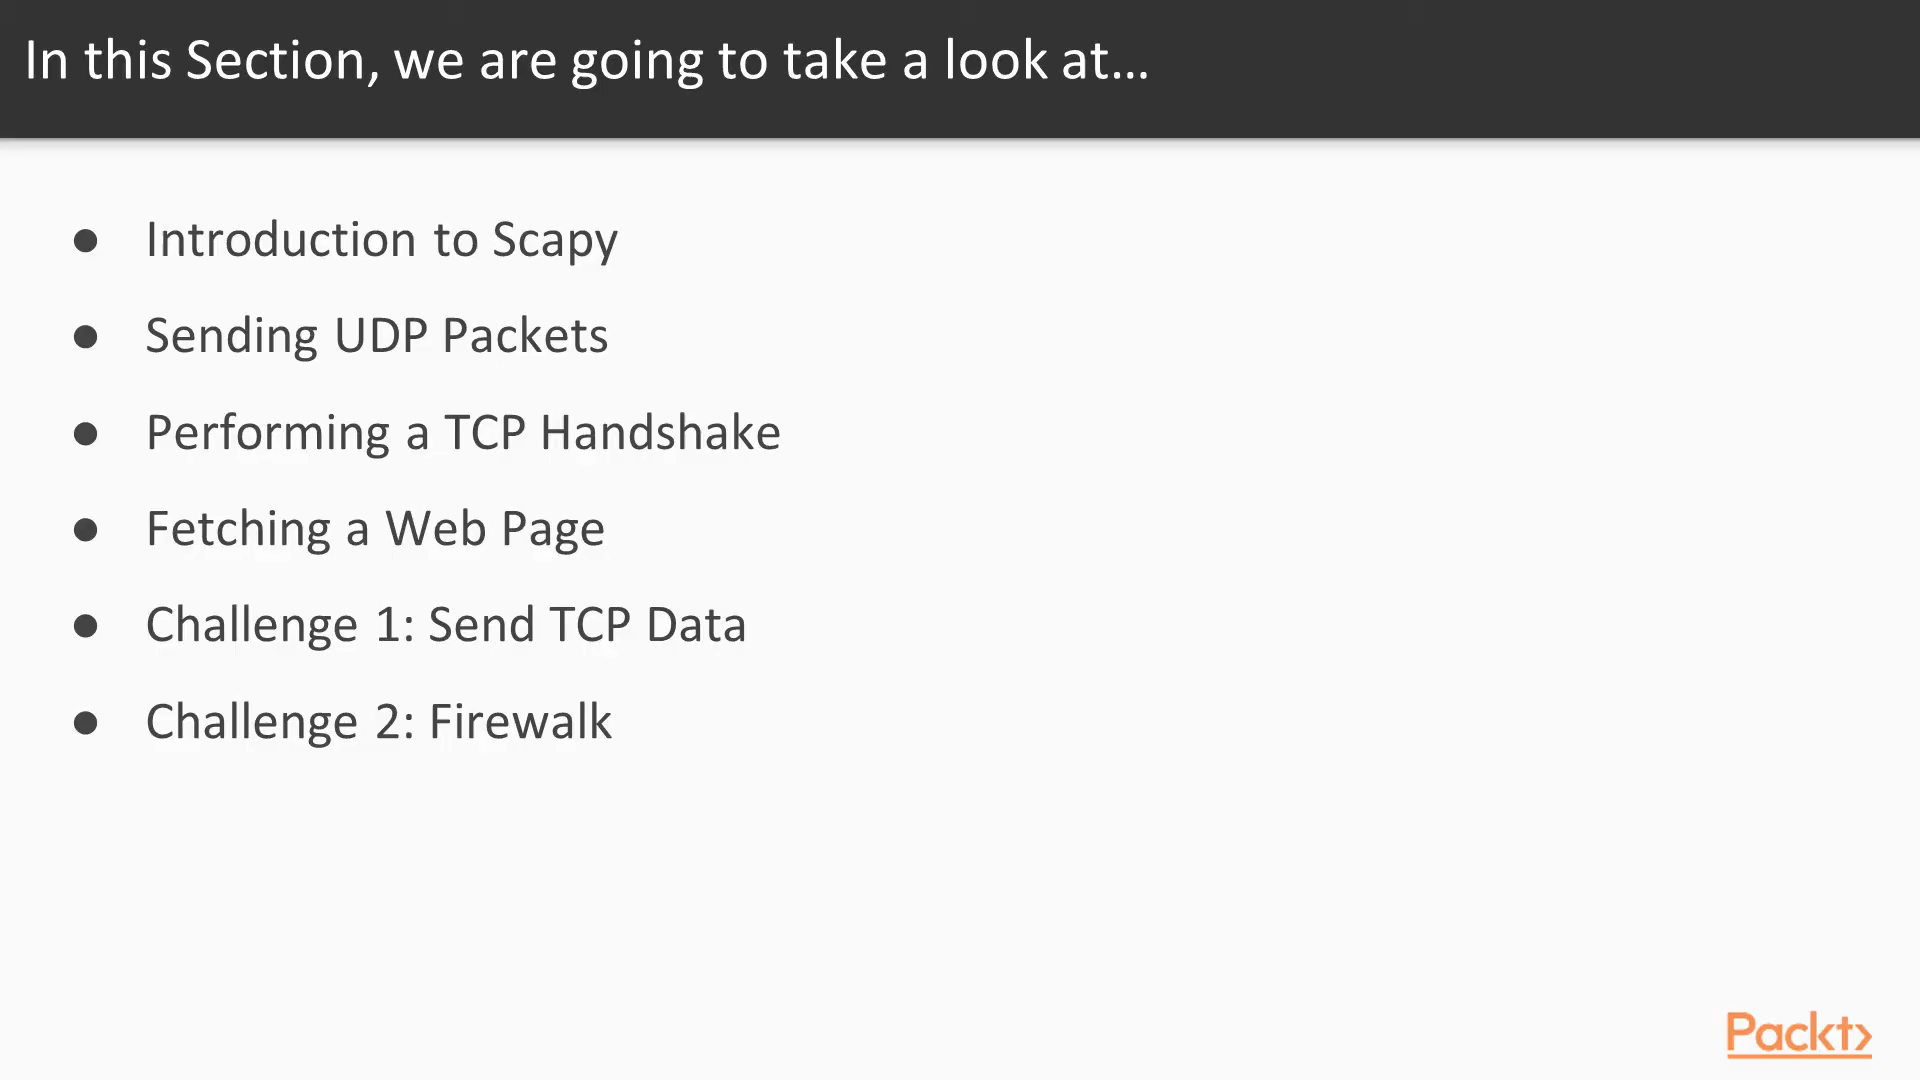 In this Section, we are going to take a look at...
● Introduction to Scapy
● Sending UDP Packets
● Performing a TCP Handshake
● Fetching a Web Page
● Challenge 1: Send TCP Data
● Challenge 2: Firewalk
Packt>